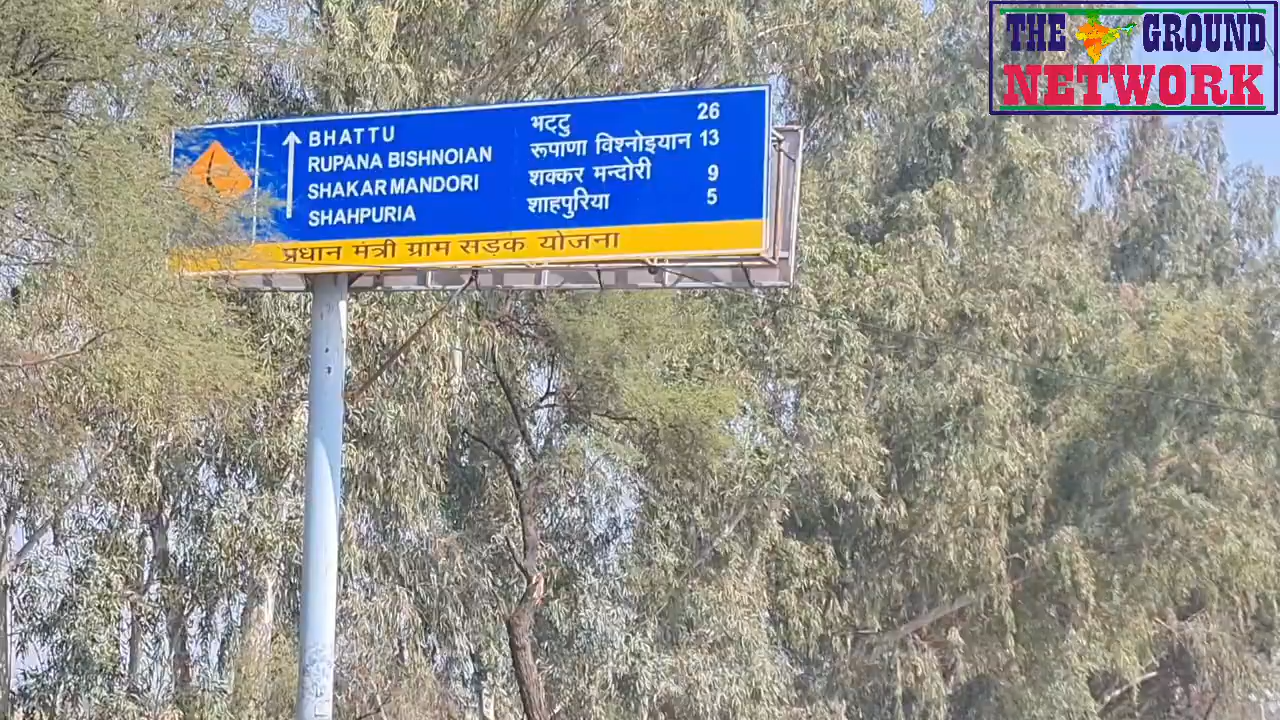 THE GROUND
NETWORK
BHATTU भट्टु 26
RUPANA BISHNOIAN रूपाणा विश्नोइयान 13
SHAKAR MANDORI शक्कर मन्दोरी 9
SHAHPURIA शाहपुरिया 5
प्रधान मंत्री ग्राम सड़क योजना